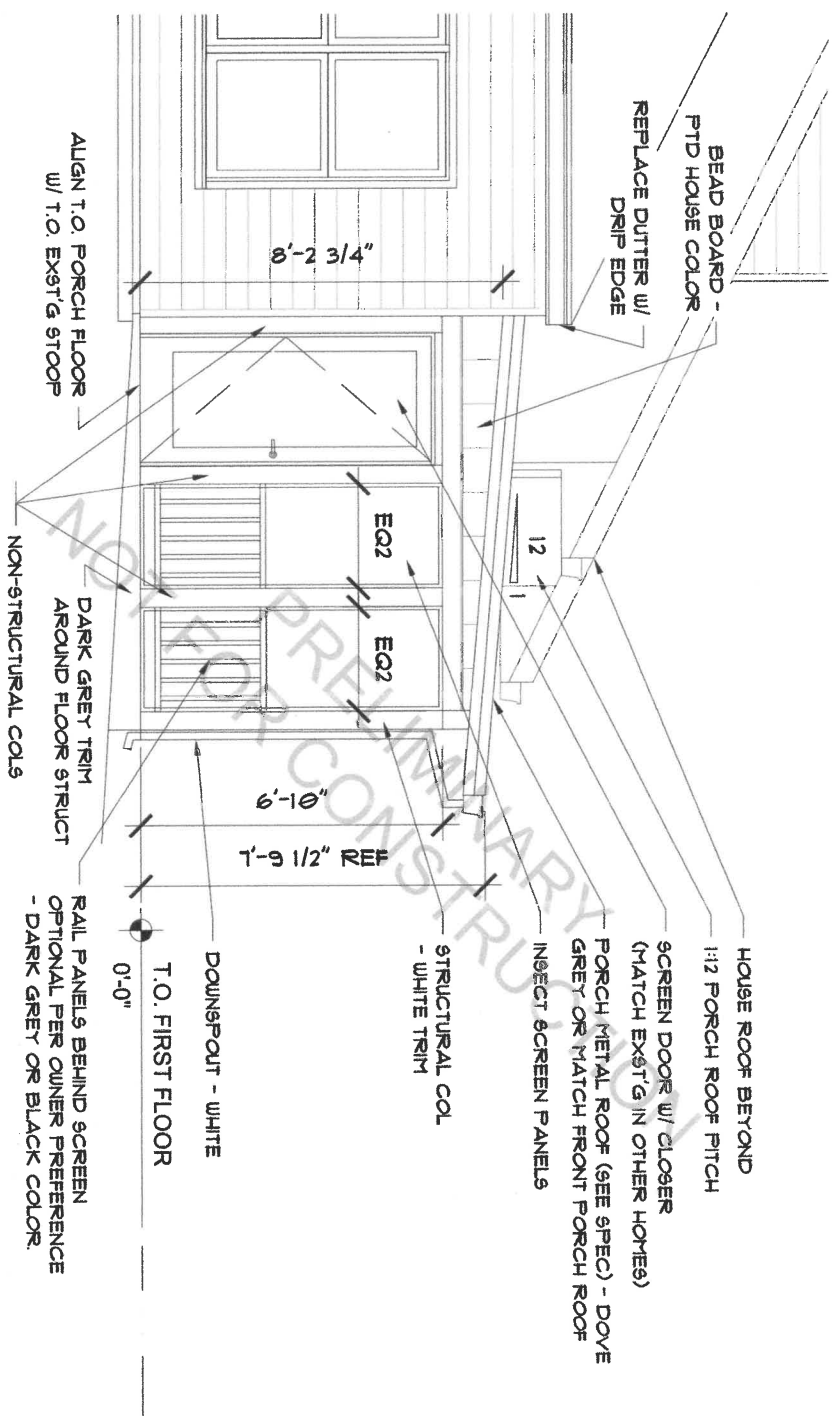 BEAD BOARD -
PTD HOUSE COLOR
REPLACE DUTTER W/
DRIP EDGE
8'-2 3/4"
ALIGN T.O. PORCH FLOOR
W/ T.O. EXST'G STOOP
NON-STRUCTURAL COLS
DARK GREY TRIM
AROUND FLOOR STRUCT
12
1
EQ2
EQ2
6'-10"
7'-9 1/2" REF
HOUSE ROOF BEYOND
1:12 PORCH ROOF PITCH
SCREEN DOOR W/ CLOSER
(MATCH EXST'G IN OTHER HOMES)
PORCH METAL ROOF (SEE SPEC) - DOVE
GREY OR MATCH FRONT PORCH ROOF
INSECT SCREEN PANELS
STRUCTURAL COL
- WHITE TRIM
DOWNSPOUT - WHITE
T.O. FIRST FLOOR
0'-0"
RAIL PANELS BEHIND SCREEN
OPTIONAL PER OWNER PREFERENCE
- DARK GREY OR BLACK COLOR.
PRELIMINARY
NOT FOR CONSTRUCTION